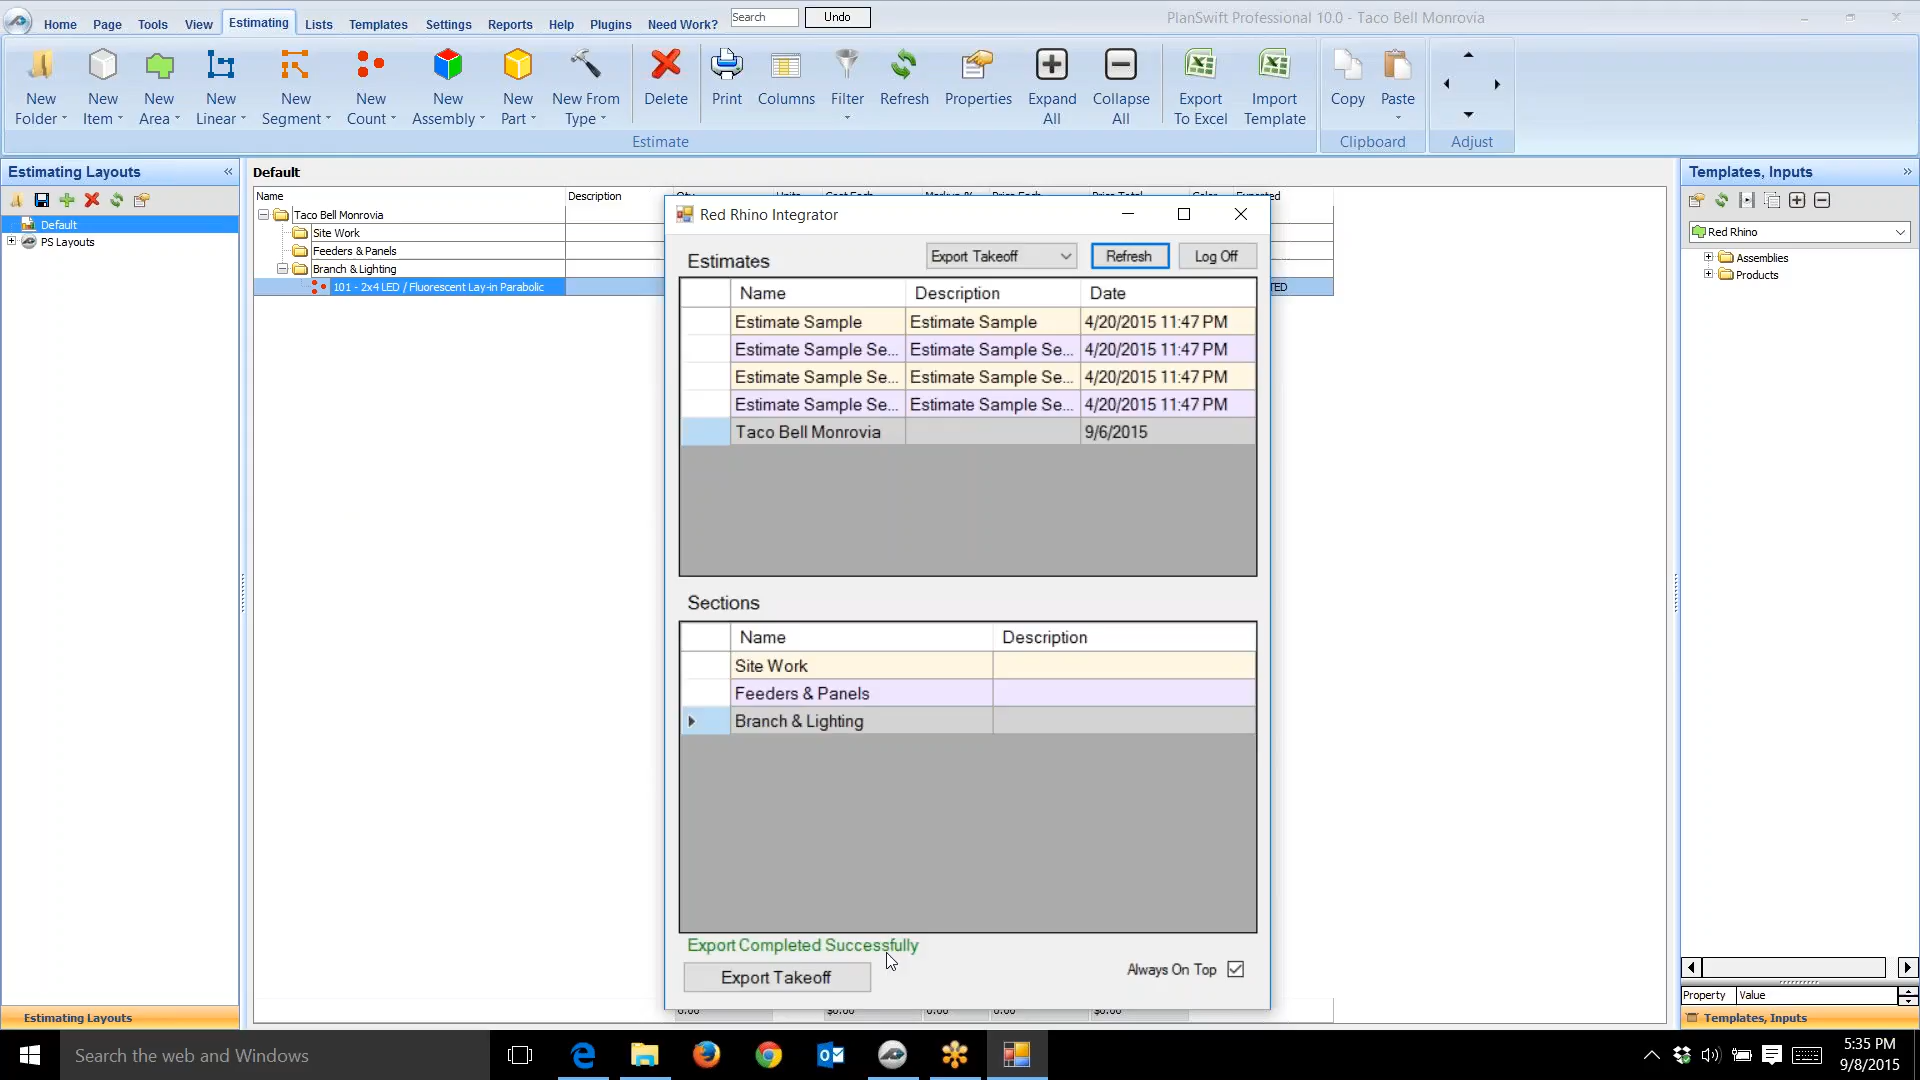 Home Page Tools View Estimating Lists Templates Settings Reports Help Plugins Need Work? Search Undo PlanSwift Professional 10.0 - Taco Bell Monrovia
New Folder New Item New Area New Linear New Segment New Count New Assembly New Part New From Type Delete Print Columns Filter Refresh Properties Expand All Collapse All Export To Excel Import Template Copy Paste
Estimate Clipboard Adjust
Estimating Layouts
Default
PS Layouts
Default
Name Description
Taco Bell Monrovia
Site Work
Feeders & Panels
Branch & Lighting
101 - 2x4 LED / Fluorescent Lay-in Parabolic
TED
Red Rhino Integrator
Estimates Export Takeoff Refresh Log Off
Name Description Date
Estimate Sample Estimate Sample 4/20/2015 11:47 PM
Estimate Sample Se... Estimate Sample Se... 4/20/2015 11:47 PM
Estimate Sample Se... Estimate Sample Se... 4/20/2015 11:47 PM
Estimate Sample Se... Estimate Sample Se... 4/20/2015 11:47 PM
Taco Bell Monrovia 9/6/2015
Sections
Name Description
Site Work
Feeders & Panels
Branch & Lighting
Export Completed Successfully
Export Takeoff Always On Top
Templates, Inputs
Red Rhino
Assemblies
Products
Property Value
Templates, Inputs
Estimating Layouts
Search the web and Windows
5:35 PM
9/8/2015